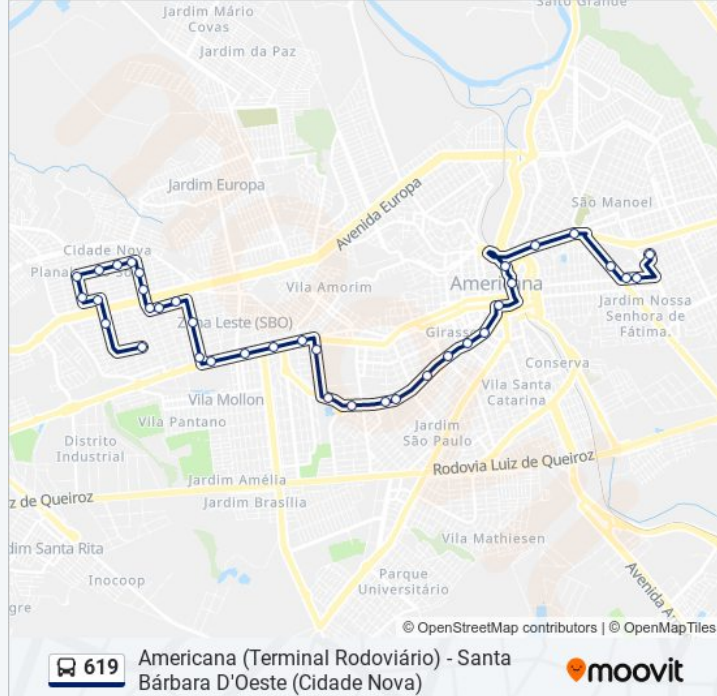 Jardim Mário
Covas
Salto Grande
Jardim da Paz
Jardim Europa
Avenida Europa
São Manoel
Cidade Nova
Vila Amorim
Americana
Jardim Nossa
Senhora de
Fátima.
Zona Leste (SBO)
Conserva
Vila Mollon
Vila Santa
Catarina
Vila Pantano
Jardim
São Paulo
Distrito
Industrial
Rodovia Luiz de Queiroz
Jardim Amélia
z de Queiroz
Jardim Brasília
Vila Mathiesen
dim Santa Rita
Inocoop
Parque
Universitário
gre
© OpenStreetMap contributors | © OpenMapTiles
619
Americana (Terminal Rodoviário) - Santa
Bárbara D'Oeste (Cidade Nova)
moovit